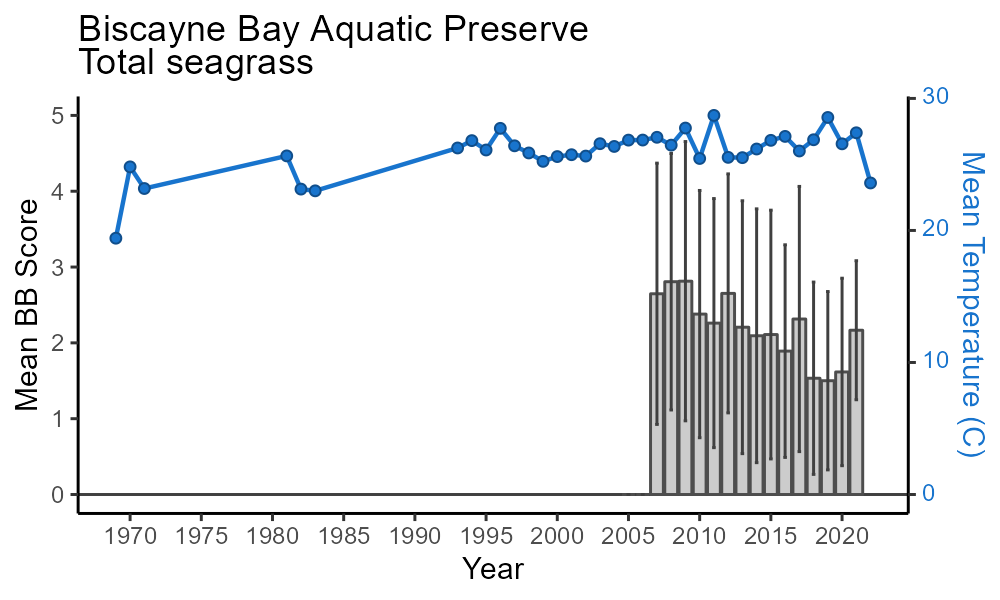 Biscayne Bay Aquatic Preserve
Total seagrass
Mean BB Score
5
4
3
2
1
0
30
20
10
0
Mean Temperature (C)
1970 1975 1980 1985 1990 1995 2000 2005 2010 2015 2020
Year